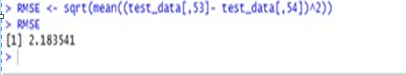 > RMSE <- sqrt(mean((test_data[,53]- test_data[,54])^2))
> RMSE
[1] 2.183541
>